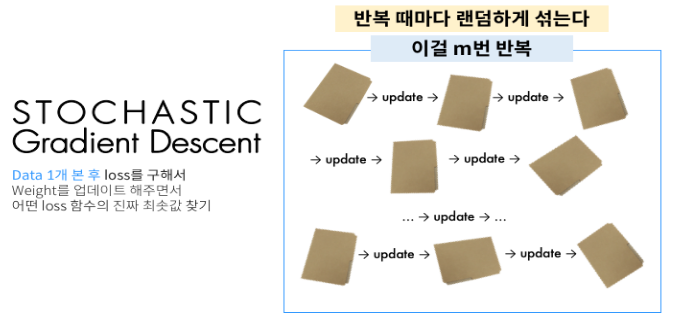 반복 때마다 랜덤하게 섞는다
이걸 m번 반복
STOCHASTIC
Gradient Descent
Data 1개 본 후 loss를 구해서
Weight를 업데이트 해주면서
어떤 loss 함수의 진짜 최솟값 찾기
→ update → → update →
→ update → → update →
... → update → ...
→ update → → update →